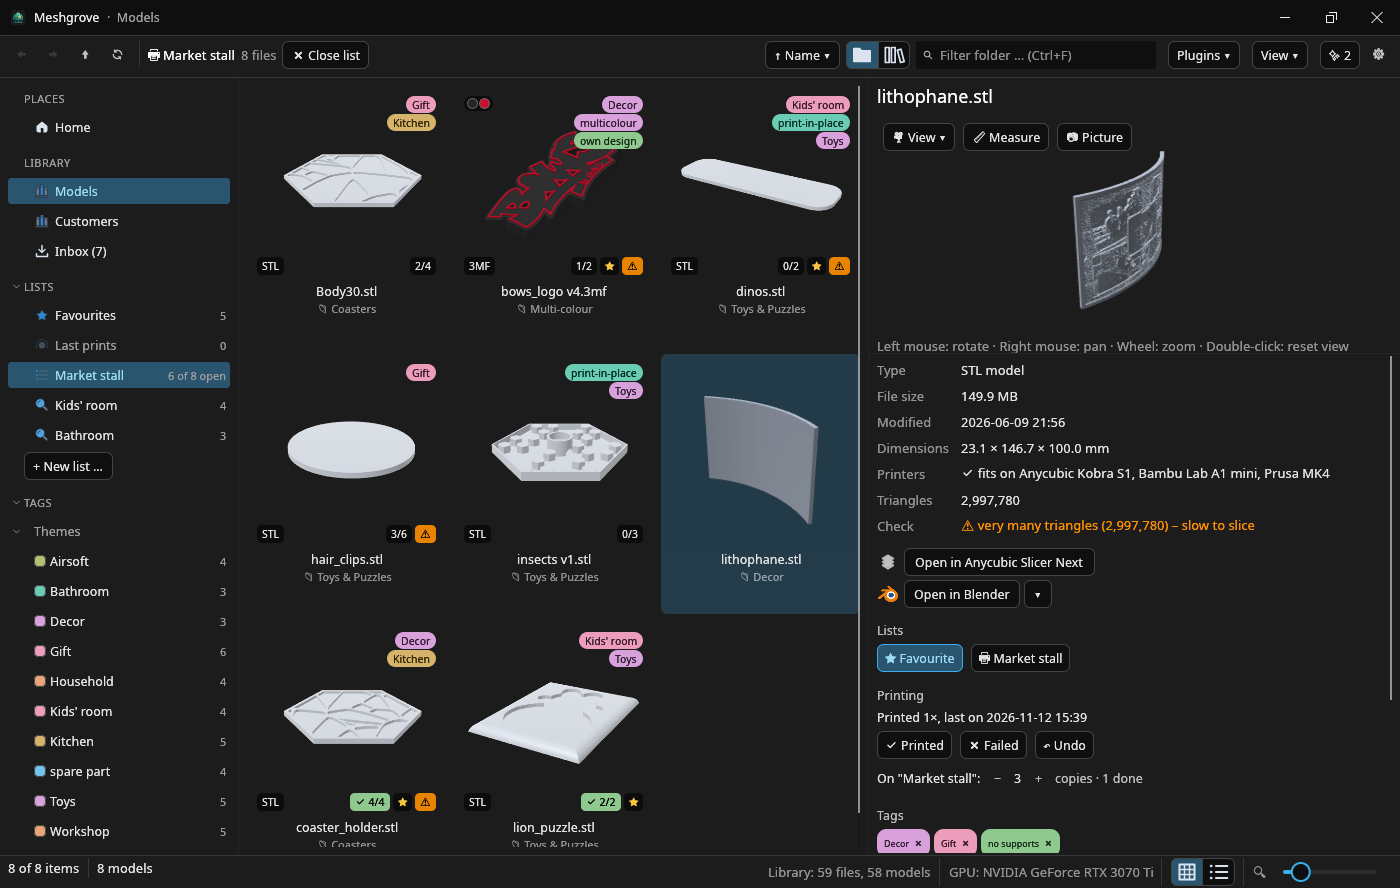 Meshgrove · Models
Market stall 8 files Close list
↑ Name
Filter folder ... (Ctrl+F)
Plugins View 2
PLACES
Home
LIBRARY
Models
Customers
Inbox (7)
LISTS
Favourites 5
Last prints 0
Market stall 6 of 8 open
Kids' room 4
Bathroom 3
+ New list ...
TAGS
Themes
Airsoft 4
Bathroom 3
Decor 3
Gift 6
Household 4
Kids' room 4
Kitchen 5
spare part 4
Toys 5
Workshop 4
Gift
Kitchen
STL 2/4
Body30.stl
Coasters
Decor
multicolour
own design
3MF 1/2
bows_logo v4.3mf
Multi-colour
Kids' room
print-in-place
Toys
STL 0/2
dinos.stl
Toys & Puzzles
Gift
STL 3/6
hair_clips.stl
Toys & Puzzles
print-in-place
Toys
STL 0/3
insects v1.stl
Toys & Puzzles
lithophane.stl
Decor
Decor
Kitchen
STL ✓ 4/4
coaster_holder.stl
Coasters
Kids' room
Toys
STL ✓ 2/2
lion_puzzle.stl
Toys & Puzzles
lithophane.stl
View Measure Picture
Left mouse: rotate · Right mouse: pan · Wheel: zoom · Double-click: reset view
Type STL model
File size 149.9 MB
Modified 2026-06-09 21:56
Dimensions 23.1 × 146.7 × 100.0 mm
Printers ✓ fits on Anycubic Kobra S1, Bambu Lab A1 mini, Prusa MK4
Triangles 2,997,780
Check ⚠ very many triangles (2,997,780) – slow to slice
Open in Anycubic Slicer Next
Open in Blender
Lists
Favourite Market stall
Printing
Printed 1×, last on 2026-11-12 15:39
✓ Printed × Failed Undo
On "Market stall": − 3 + copies · 1 done
Tags
Decor × Gift × no supports ×
8 of 8 items 8 models
Library: 59 files, 58 models GPU: NVIDIA GeForce RTX 3070 Ti